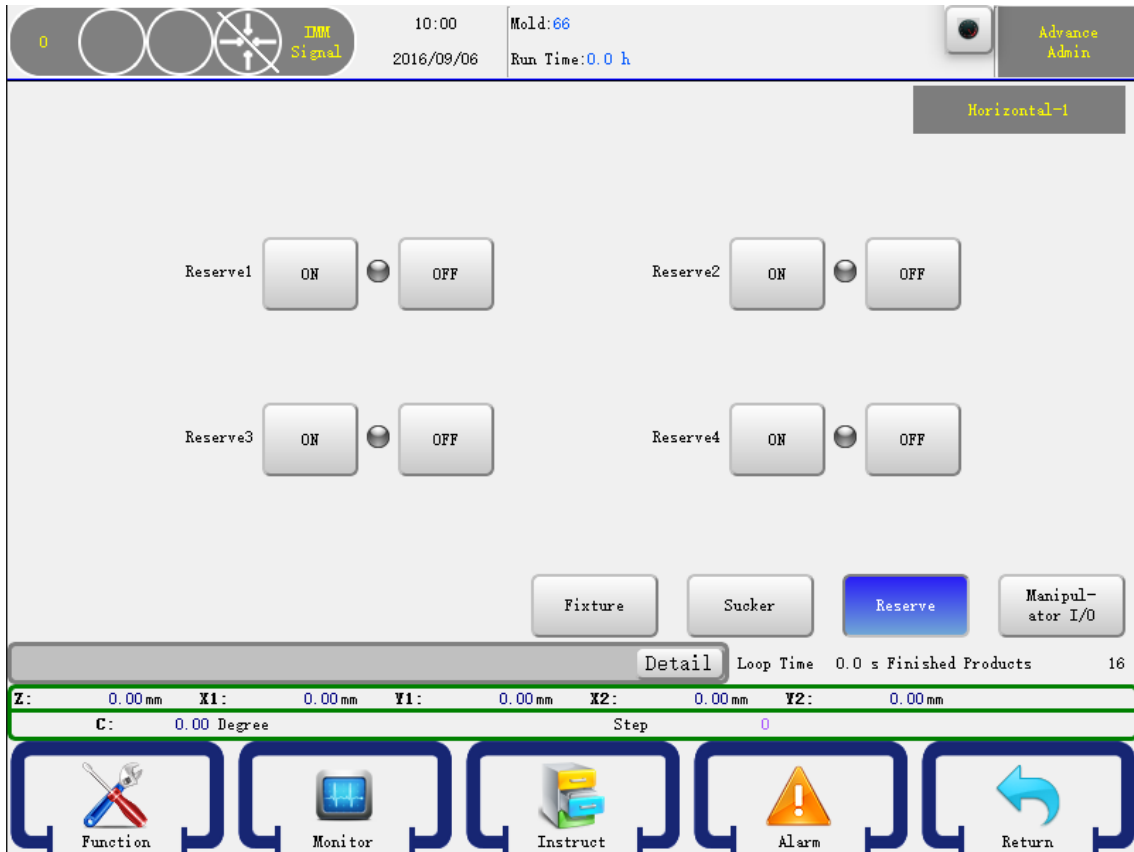 0
IMM
Signal
10:00
2016/09/06
Mold:66
Run Time:0.0 h
Advance
Admin
Horizontal-1
Reserve1 ON OFF
Reserve2 ON OFF
Reserve3 ON OFF
Reserve4 ON OFF
Fixture
Sucker
Reserve
Manipul-
ator I/O
Detail
Loop Time 0.0 s Finished Products 16
Z: 0.00 mm X1: 0.00 mm Y1: 0.00 mm X2: 0.00 mm Y2: 0.00 mm
C: 0.00 Degree Step 0
Function
Monitor
Instruct
Alarm
Return